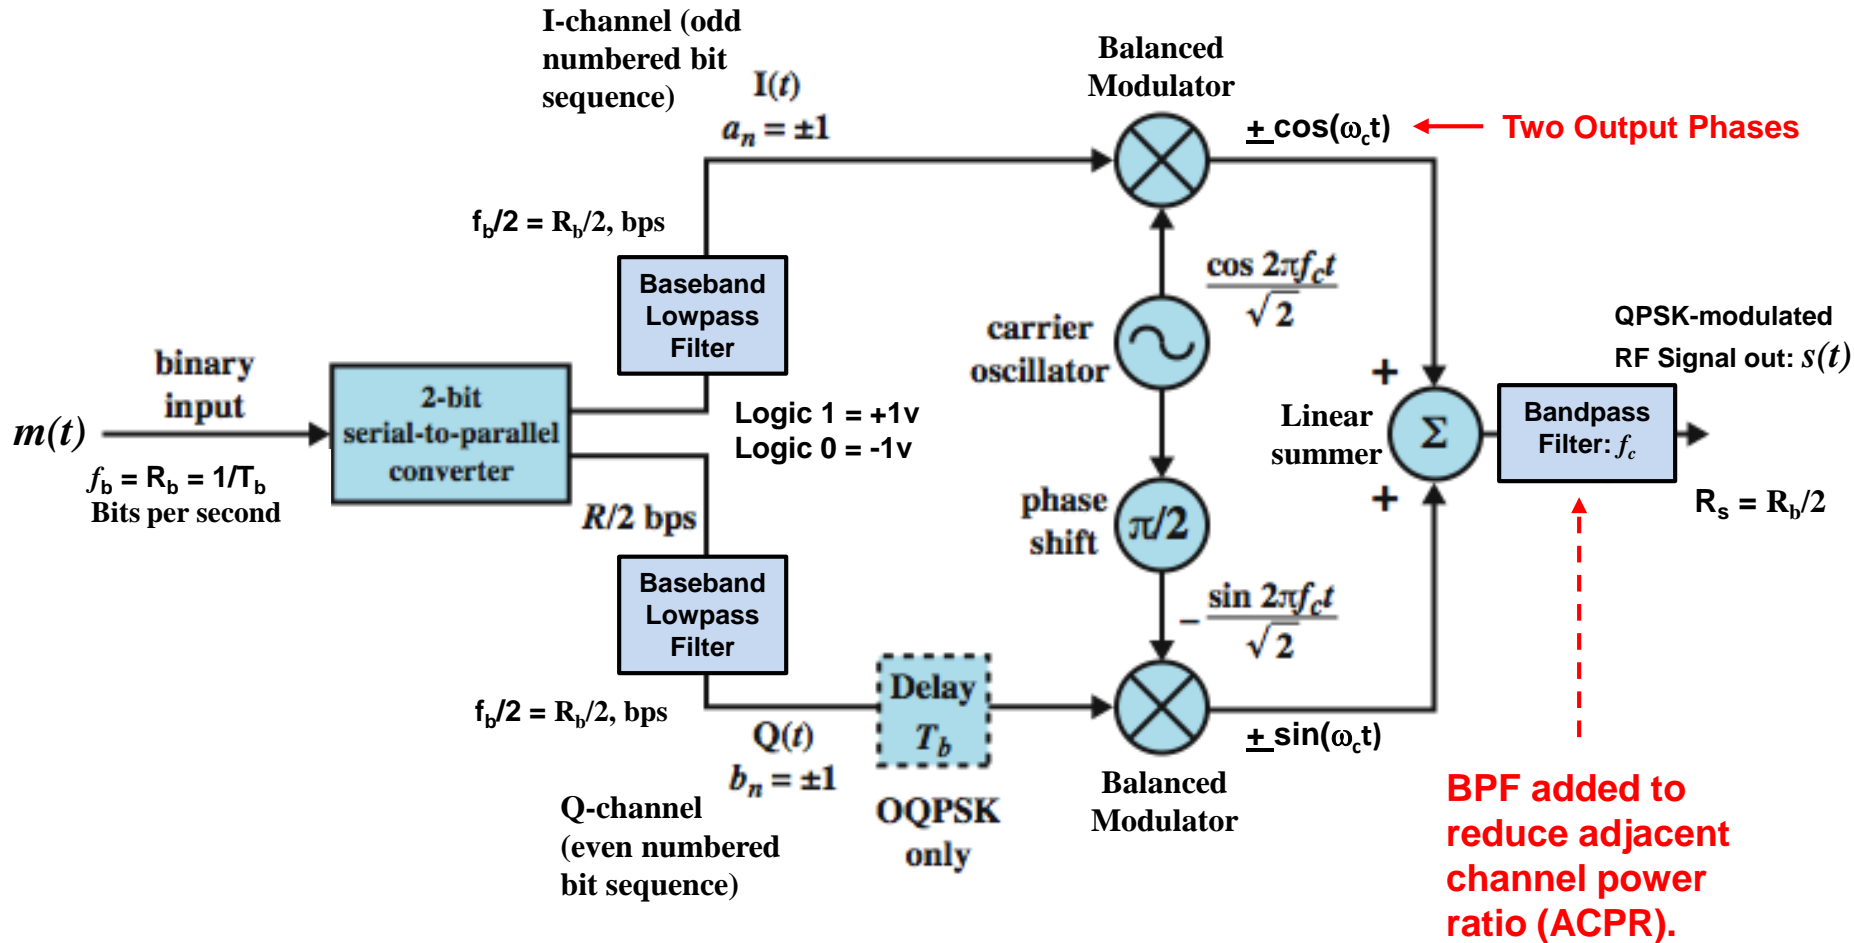 I-channel (odd
numbered bit
sequence)
I(t)
aₙ = ±1
Balanced
Modulator
± cos(ω꜀t)
Two Output Phases
f_b/2 = R_b/2, bps
Baseband
Lowpass
Filter
cos 2πf_ct
√2
carrier
oscillator
QPSK-modulated
RF Signal out: s(t)
binary
input
m(t)
f_b = R_b = 1/T_b
Bits per second
2-bit
serial-to-parallel
converter
Logic 1 = +1v
Logic 0 = -1v
+
Linear
summer
Σ
+
Bandpass
Filter: f_c
R_s = R_b/2
R/2 bps
phase
shift
π/2
Baseband
Lowpass
Filter
− sin 2πf_ct
√2
f_b/2 = R_b/2, bps
Delay
T_b
Q(t)
bₙ = ±1
OQPSK
only
± sin(ω_ct)
Balanced
Modulator
Q-channel
(even numbered
bit sequence)
BPF added to
reduce adjacent
channel power
ratio (ACPR).